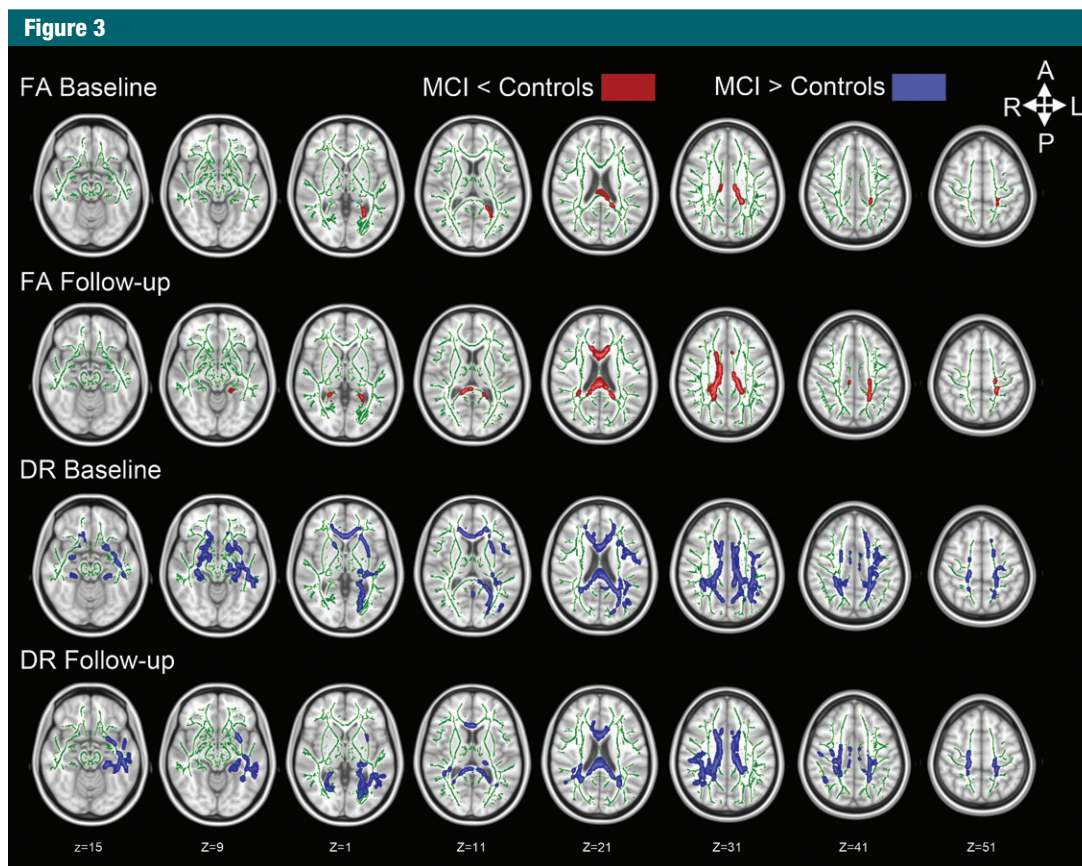 Figure 3
FA Baseline
MCI < Controls
MCI > Controls
A
R L
P
FA Follow-up
DR Baseline
DR Follow-up
z=15 Z=9 Z=1 Z=11 Z=21 Z=31 Z=41 Z=51